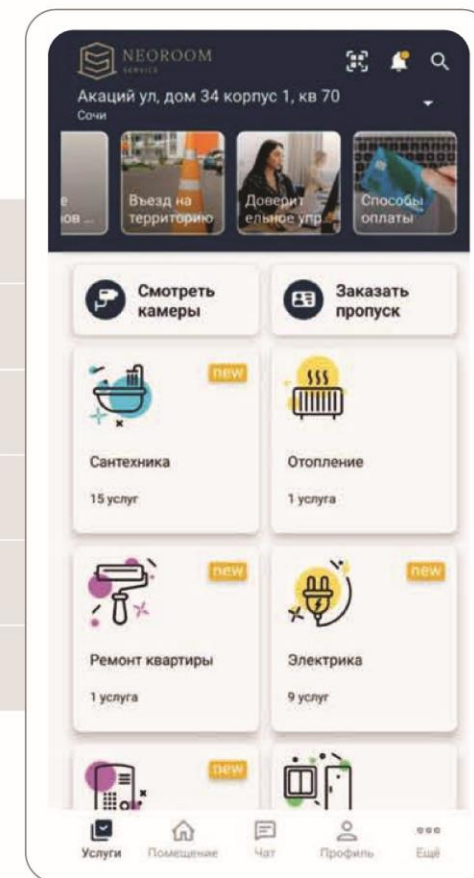 NEOROOM
SERVICE
Акаций ул, дом 34 корпус 1, кв 70
Сочи
Въезд на
территорию
Доверит
ельное упр...
Способы
оплаты
Смотреть
камеры
Заказать
пропуск
new
Сантехника
15 услуг
Отопление
1 услуга
new
Ремонт квартиры
1 услуга
new
Электрика
9 услуг
new
Услуги
Помещение
Чат
Профиль
Ещё